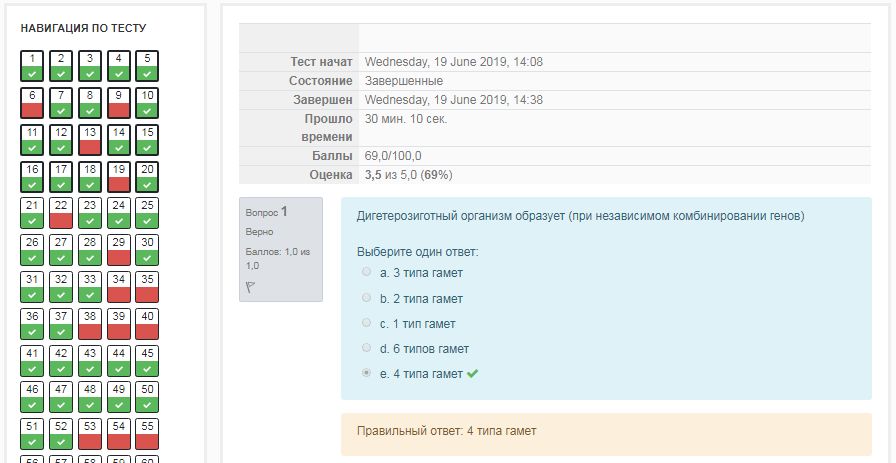 НАВИГАЦИЯ ПО ТЕСТУ
1 2 3 4 5
6 7 8 9 10
11 12 13 14 15
16 17 18 19 20
21 22 23 24 25
26 27 28 29 30
31 32 33 34 35
36 37 38 39 40
41 42 43 44 45
46 47 48 49 50
51 52 53 54 55
56 57 58 59 60
Тест начат Wednesday, 19 June 2019, 14:08
Состояние Завершенные
Завершен Wednesday, 19 June 2019, 14:38
Прошло времени 30 мин. 10 сек.
Баллы 69,0/100,0
Оценка 3,5 из 5,0 (69%)
Вопрос 1
Верно
Баллов: 1,0 из
1,0
Дигетерозиготный организм образует (при независимом комбинировании генов)
Выберите один ответ:
a. 3 типа гамет
b. 2 типа гамет
c. 1 тип гамет
d. 6 типов гамет
e. 4 типа гамет
Правильный ответ: 4 типа гамет